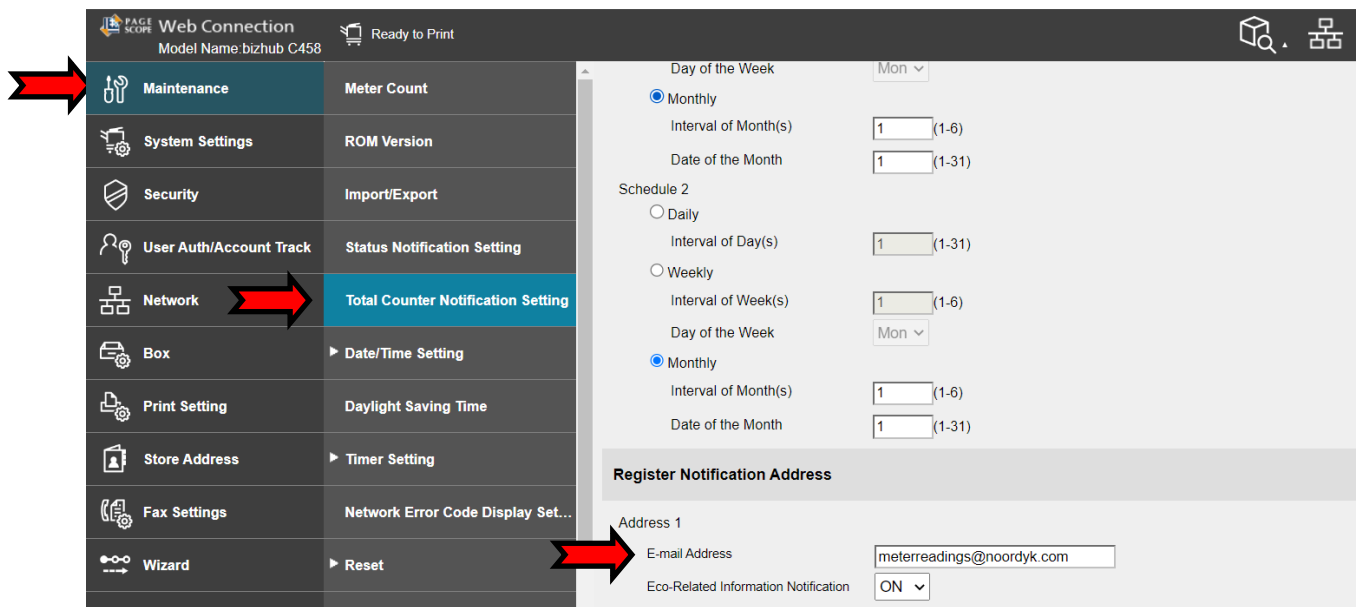 PAGE SCOPE Web Connection
Model Name:bizhub C458
Ready to Print
Maintenance
System Settings
Security
User Auth/Account Track
Network
Box
Print Setting
Store Address
Fax Settings
Wizard
Meter Count
ROM Version
Import/Export
Status Notification Setting
Total Counter Notification Setting
Date/Time Setting
Daylight Saving Time
Timer Setting
Network Error Code Display Set...
Reset
Day of the Week Mon
Monthly
Interval of Month(s) 1 (1-6)
Date of the Month 1 (1-31)
Schedule 2
Daily
Interval of Day(s) 1 (1-31)
Weekly
Interval of Week(s) 1 (1-6)
Day of the Week Mon
Monthly
Interval of Month(s) 1 (1-6)
Date of the Month 1 (1-31)
Register Notification Address
Address 1
E-mail Address meterreadings@noordyk.com
Eco-Related Information Notification ON